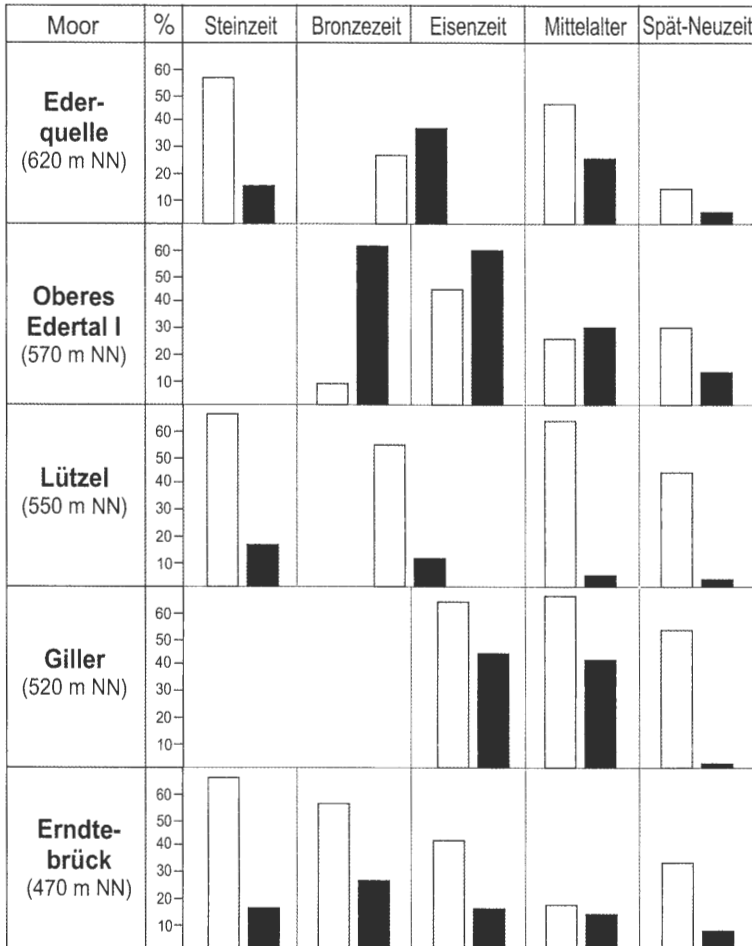 Moor % Steinzeit Bronzezeit Eisenzeit Mittelalter Spät-Neuzeit
Eder-
quelle
(620 m NN)
60
50
40
30
20
10
Oberes
Edertal I
(570 m NN)
60
50
40
30
20
10
Lützel
(550 m NN)
60
50
40
30
20
10
Giller
(520 m NN)
60
50
40
30
20
10
Erndte-
brück
(470 m NN)
60
50
40
30
20
10